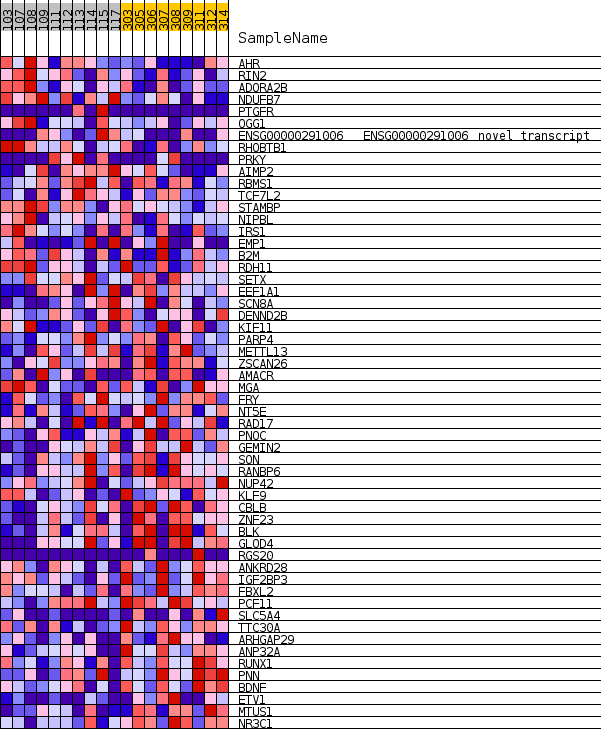 103 107 108 109 111 112 113 114 115 117 303 305 306 307 308 309 311 312 314
SampleName
AHR
RIN2
ADORA2B
NDUFB7
PTGFR
OGG1
ENSG00000291006 ENSG00000291006 novel transcript
RHOBTB1
PRKY
AIMP2
RBMS1
TCF7L2
STAMBP
NIPBL
IRS1
EMP1
B2M
RDH11
SETX
EEF1A1
SCN8A
DENND2B
KIF11
PARP4
METTL13
ZSCAN26
AMACR
MGA
FRY
NT5E
RAD17
PNOC
GEMIN2
SON
RANBP6
NUP42
KLF9
CBLB
ZNF23
BLK
GLOD4
RGS20
ANKRD28
IGF2BP3
FBXL2
PCF11
SLC5A4
TTC30A
ARHGAP29
ANP32A
RUNX1
PNN
BDNF
ETV1
MTUS1
NR3C1